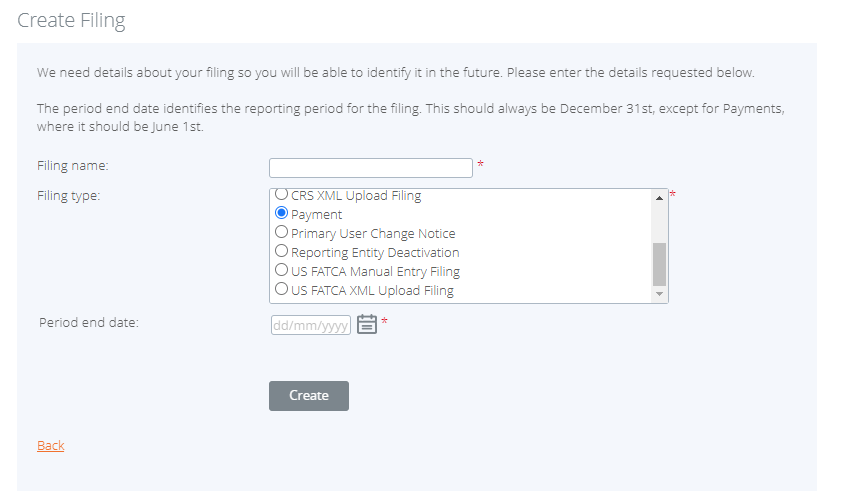 Create Filing
We need details about your filing so you will be able to identify it in the future. Please enter the details requested below.
The period end date identifies the reporting period for the filing. This should always be December 31st, except for Payments,
where it should be June 1st.
Filing name:
*
Filing type:
CRS XML Upload Filing
*
Payment
Primary User Change Notice
Reporting Entity Deactivation
US FATCA Manual Entry Filing
US FATCA XML Upload Filing
Period end date:
dd/mm/yyyy
*
Create
Back